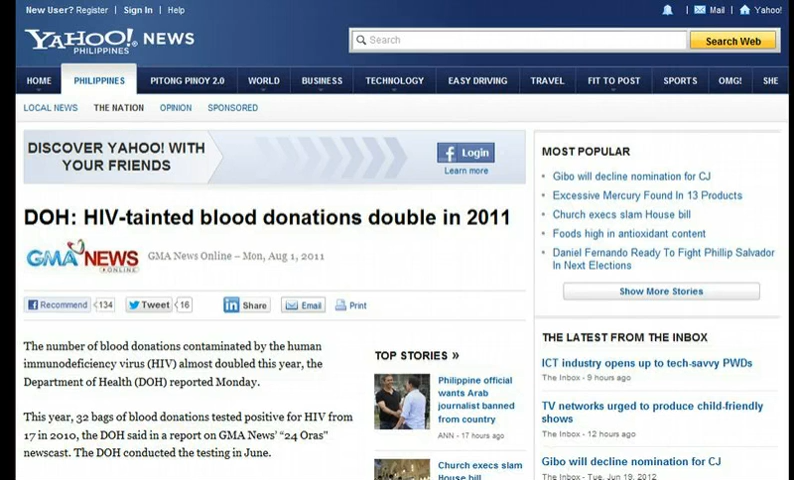 New User? Register | Sign In | Help
Mail | Yahoo!
YAHOO! NEWS
PHILIPPINES
Search
Search Web
HOME PHILIPPINES PITONG PINOY 2.0 WORLD BUSINESS TECHNOLOGY EASY DRIVING TRAVEL FIT TO POST SPORTS OMG! SHE
LOCAL NEWS THE NATION OPINION SPONSORED
DISCOVER YAHOO! WITH
YOUR FRIENDS
Login
Learn more
DOH: HIV-tainted blood donations double in 2011
GMA NEWS
ONLINE
GMA News Online – Mon, Aug 1, 2011
Recommend 134 Tweet 16 Share Email Print
The number of blood donations contaminated by the human
immunodeficiency virus (HIV) almost doubled this year, the
Department of Health (DOH) reported Monday.
This year, 32 bags of blood donations tested positive for HIV from
17 in 2010, the DOH said in a report on GMA News' “24 Oras”
newscast. The DOH conducted the testing in June.
TOP STORIES »
Philippine official
wants Arab
journalist banned
from country
ANN - 17 hours ago
Church execs slam
House bill
MOST POPULAR
Gibo will decline nomination for CJ
Excessive Mercury Found In 13 Products
Church execs slam House bill
Foods high in antioxidant content
Daniel Fernando Ready To Fight Phillip Salvador
In Next Elections
Show More Stories
THE LATEST FROM THE INBOX
ICT industry opens up to tech-savvy PWDs
The Inbox - 9 hours ago
TV networks urged to produce child-friendly
shows
The Inbox - 12 hours ago
Gibo will decline nomination for CJ
The Inbox - Tue, Jun 19, 2012